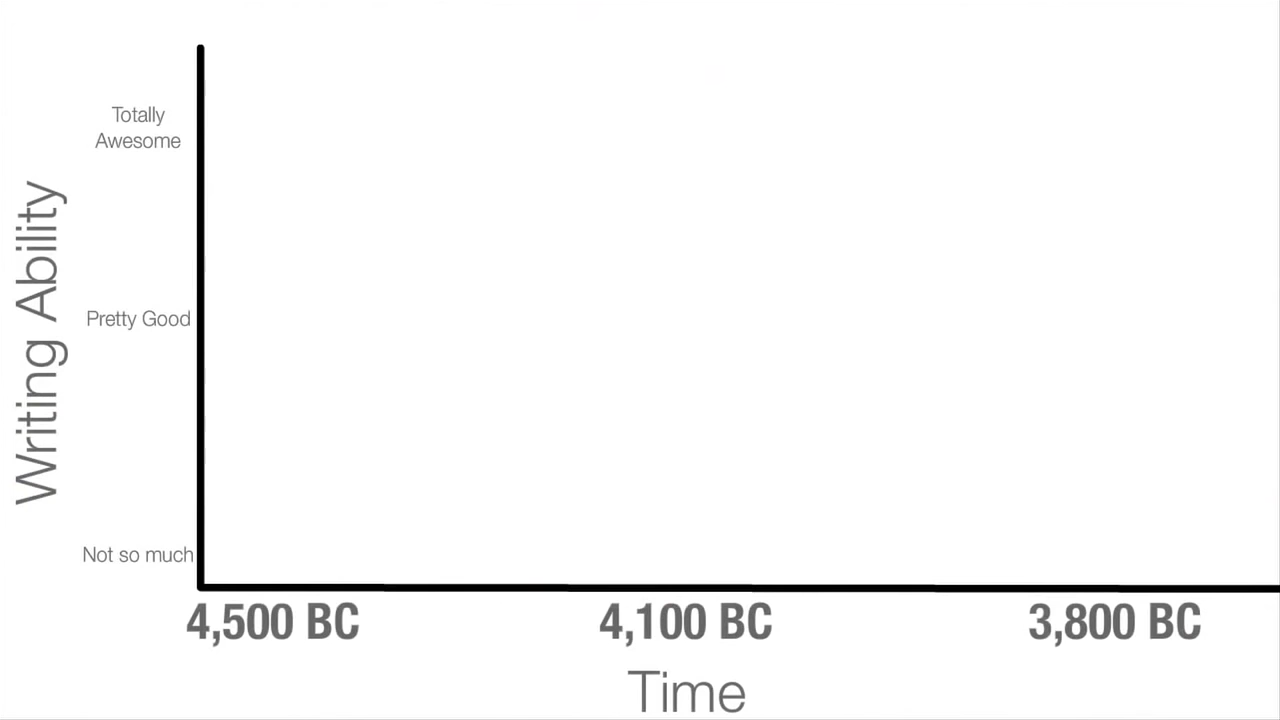 Totally
Awesome
Writing Ability
Pretty Good
Not so much
4,500 BC
4,100 BC
3,800 BC
Time